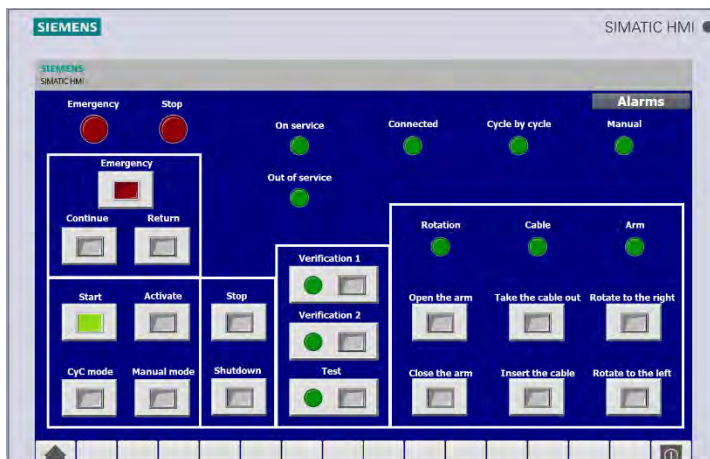 SIEMENS
SIMATIC HMI
SIEMENS
SIMATIC HMI
Alarms
Emergency
Stop
On service
Connected
Cycle by cycle
Manual
Out of service
Emergency
Continue
Return
Rotation
Cable
Arm
Verification 1
Start
Activate
Stop
Open the arm
Take the cable out
Rotate to the right
Verification 2
CyC mode
Manual mode
Shutdown
Test
Close the arm
Insert the cable
Rotate to the left